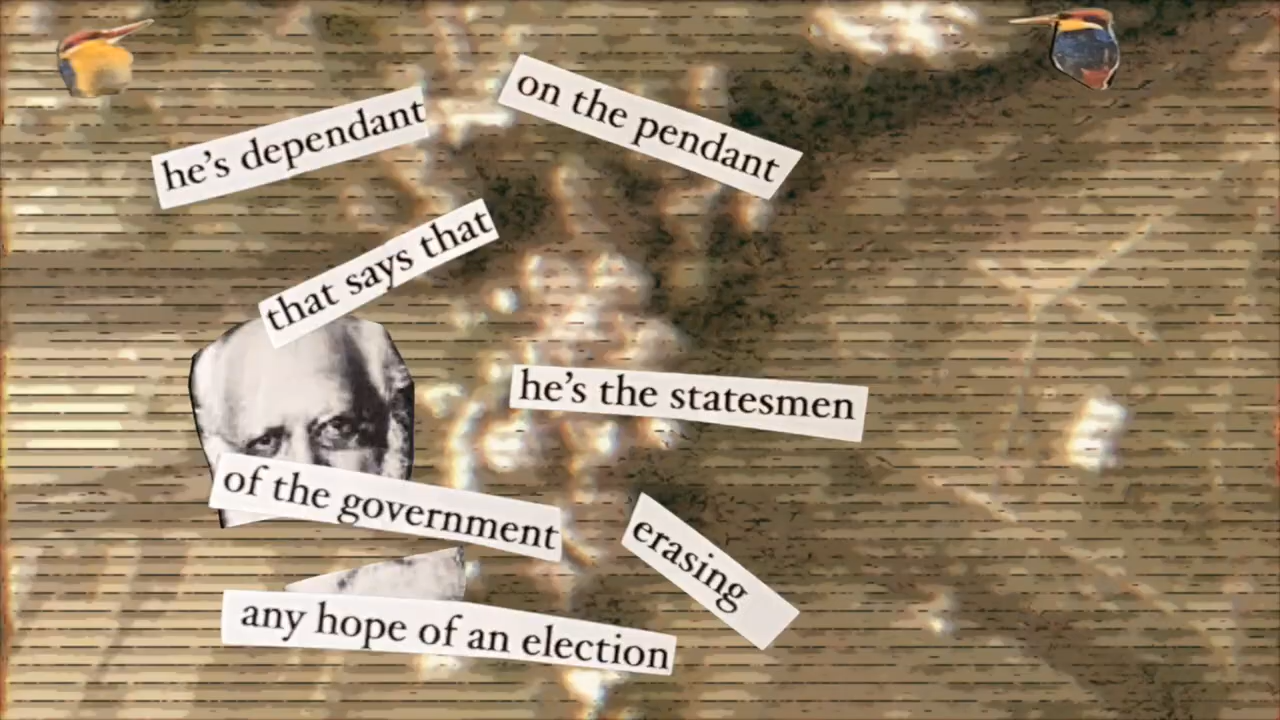 he's dependant
on the pendant
that says that
he's the statesmen
of the government
erasing
any hope of an election